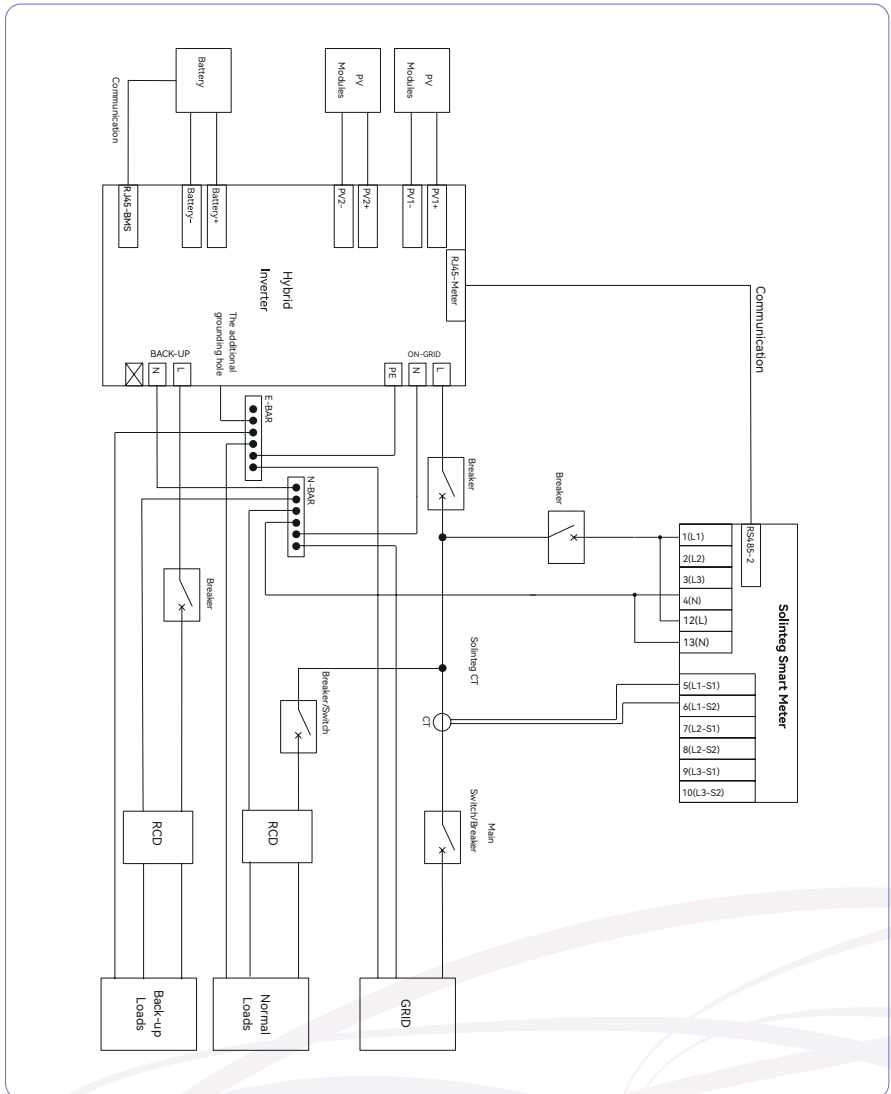 Battery
Communication
PV
Modules
PV
Modules
RJ45-BMS
Battery-
Battery+
PV2-
PV2+
PV1-
PV1+
RJ45-Meter
Communication
Hybrid
Inverter
The additional
grounding hole
BACK-UP
N
L
ON-GRID
PE
N
L
E-BAR
N-BAR
Breaker
Breaker
Breaker
RS485-2
1(L1)
2(L2)
3(L3)
4(N)
12(L)
13(N)
Solinteg Smart Meter
5(L1-S1)
6(L1-S2)
7(L2-S1)
8(L2-S2)
9(L3-S1)
10(L3-S2)
Solinteg CT
CT
Breaker/Switch
Main
Switch/Breaker
RCD
RCD
Back-up
Loads
Normal
Loads
GRID